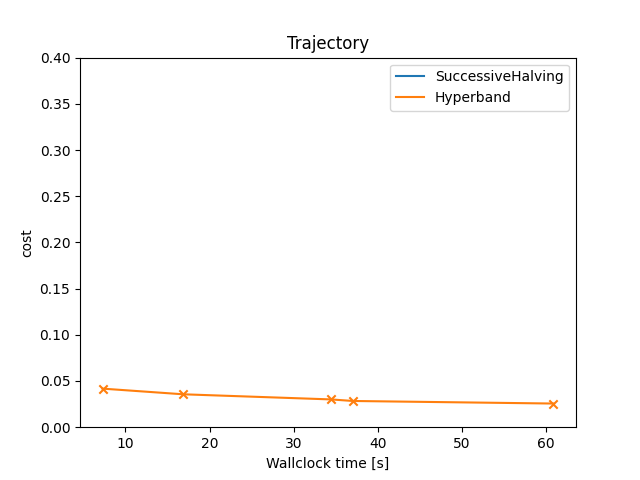 Trajectory
SuccessiveHalving
Hyperband
0.40
0.35
0.30
0.25
0.20
0.15
0.10
0.05
0.00
cost
10 20 30 40 50 60
Wallclock time [s]